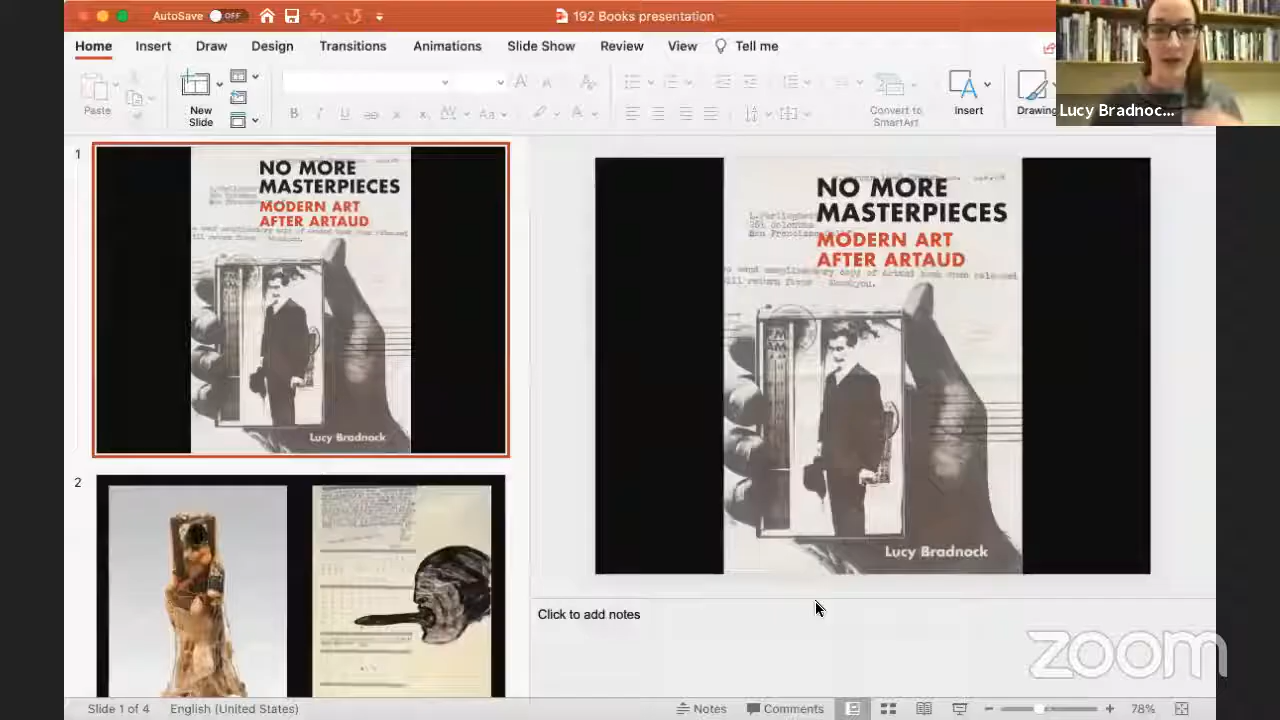 AutoSave
OFF
192 Books presentation
Home
Insert
Draw
Design
Transitions
Animations
Slide Show
Review
View
Tell me
Paste
New
Slide
Convert to
SmartArt
Insert
Drawing
Lucy Bradnoc...
1
NO MORE
MASTERPIECES
MODERN ART
AFTER ARTAUD
Lucy Bradnock
2
NO MORE
MASTERPIECES
MODERN ART
AFTER ARTAUD
Lucy Bradnock
Click to add notes
zoom
Slide 1 of 4
English (United States)
Notes
Comments
78%